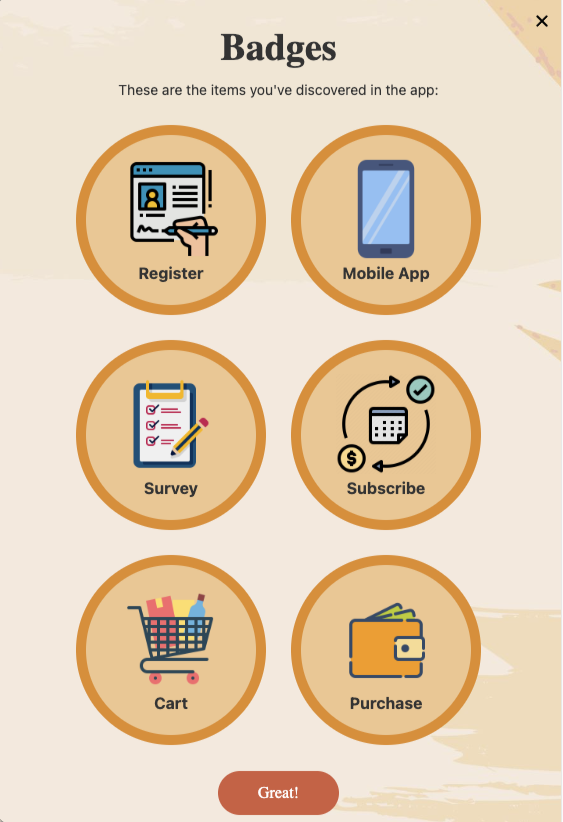 Badges
These are the items you've discovered in the app:
Register
Mobile App
Survey
Subscribe
$
Cart
Purchase
Great!